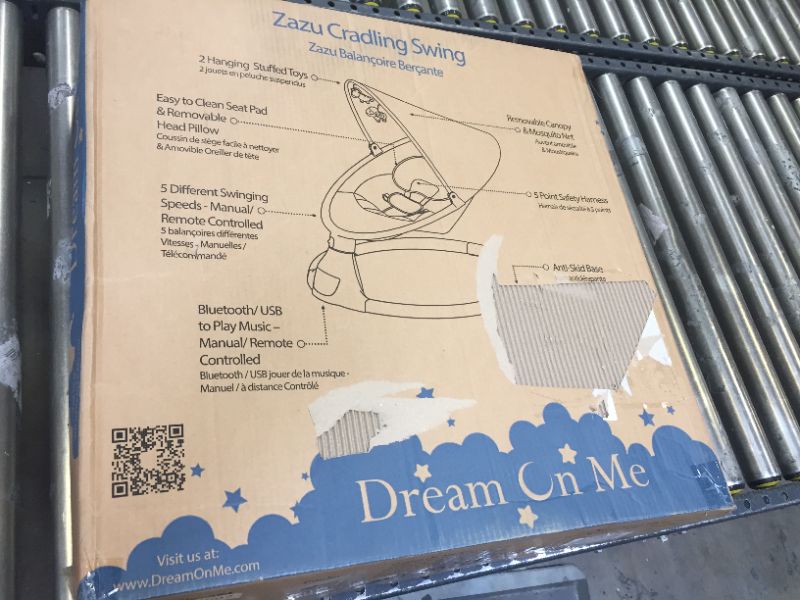 Zazu Cradling Swing
Zazu Balançoire Berçante
2 Hanging Stuffed Toys
2 jouets en peluche suspendus
Easy to Clean Seat Pad
& Removable
Head Pillow
Coussin de siège facile à nettoyer
& Amovible Oreiller de tête
Removable Canopy
& Mosquito Net
Auvent amovible
& Moustiquaire
5 Different Swinging
Speeds - Manual/
Remote Controlled
5 balançoires différentes
Vitesses - Manuelles /
Télécommandé
5 Point Safety Harness
Harnais de sécurité à 5 points
Anti-Skid Base
Bluetooth/ USB
to Play Music –
Manual/ Remote
Controlled
Bluetooth / USB jouer de la musique -
Manuel / à distance Contrôlé
Dream On Me
Visit us at:
www.DreamOnMe.com